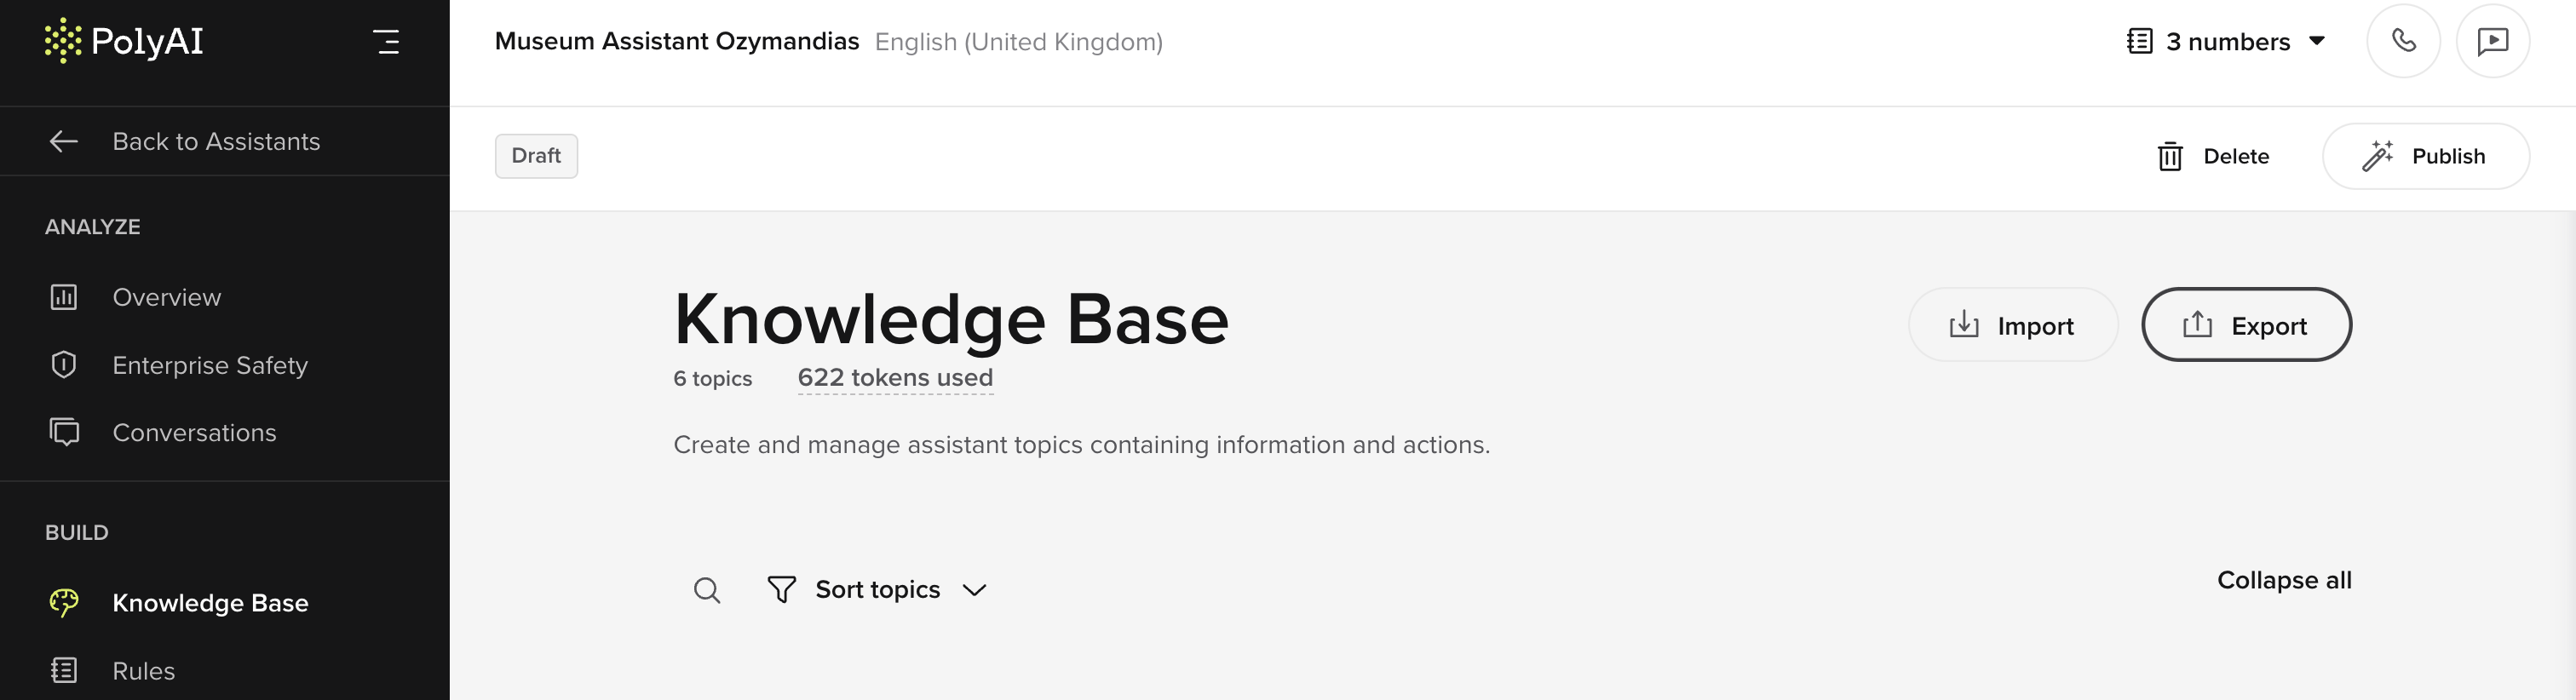 PolyAI
Museum Assistant Ozymandias English (United Kingdom)
3 numbers
Back to Assistants
Draft
Delete
Publish
ANALYZE
Overview
Enterprise Safety
Conversations
BUILD
Knowledge Base
Rules
Knowledge Base
Import
Export
6 topics 622 tokens used
Create and manage assistant topics containing information and actions.
Sort topics
Collapse all